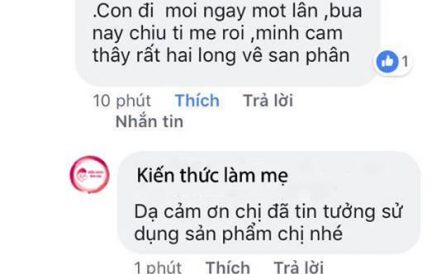 .Con đi moi ngay mot lân ,bua
nay chiu ti me roi ,minh cam
thây rất hai long vê san phân
1
10 phút Thích Trả lời
Nhắn tin
Kiến thức làm mẹ
Dạ cảm ơn chị đã tin tưởng sử
dụng sản phẩm chị nhé
1 phút Thích Trả lời